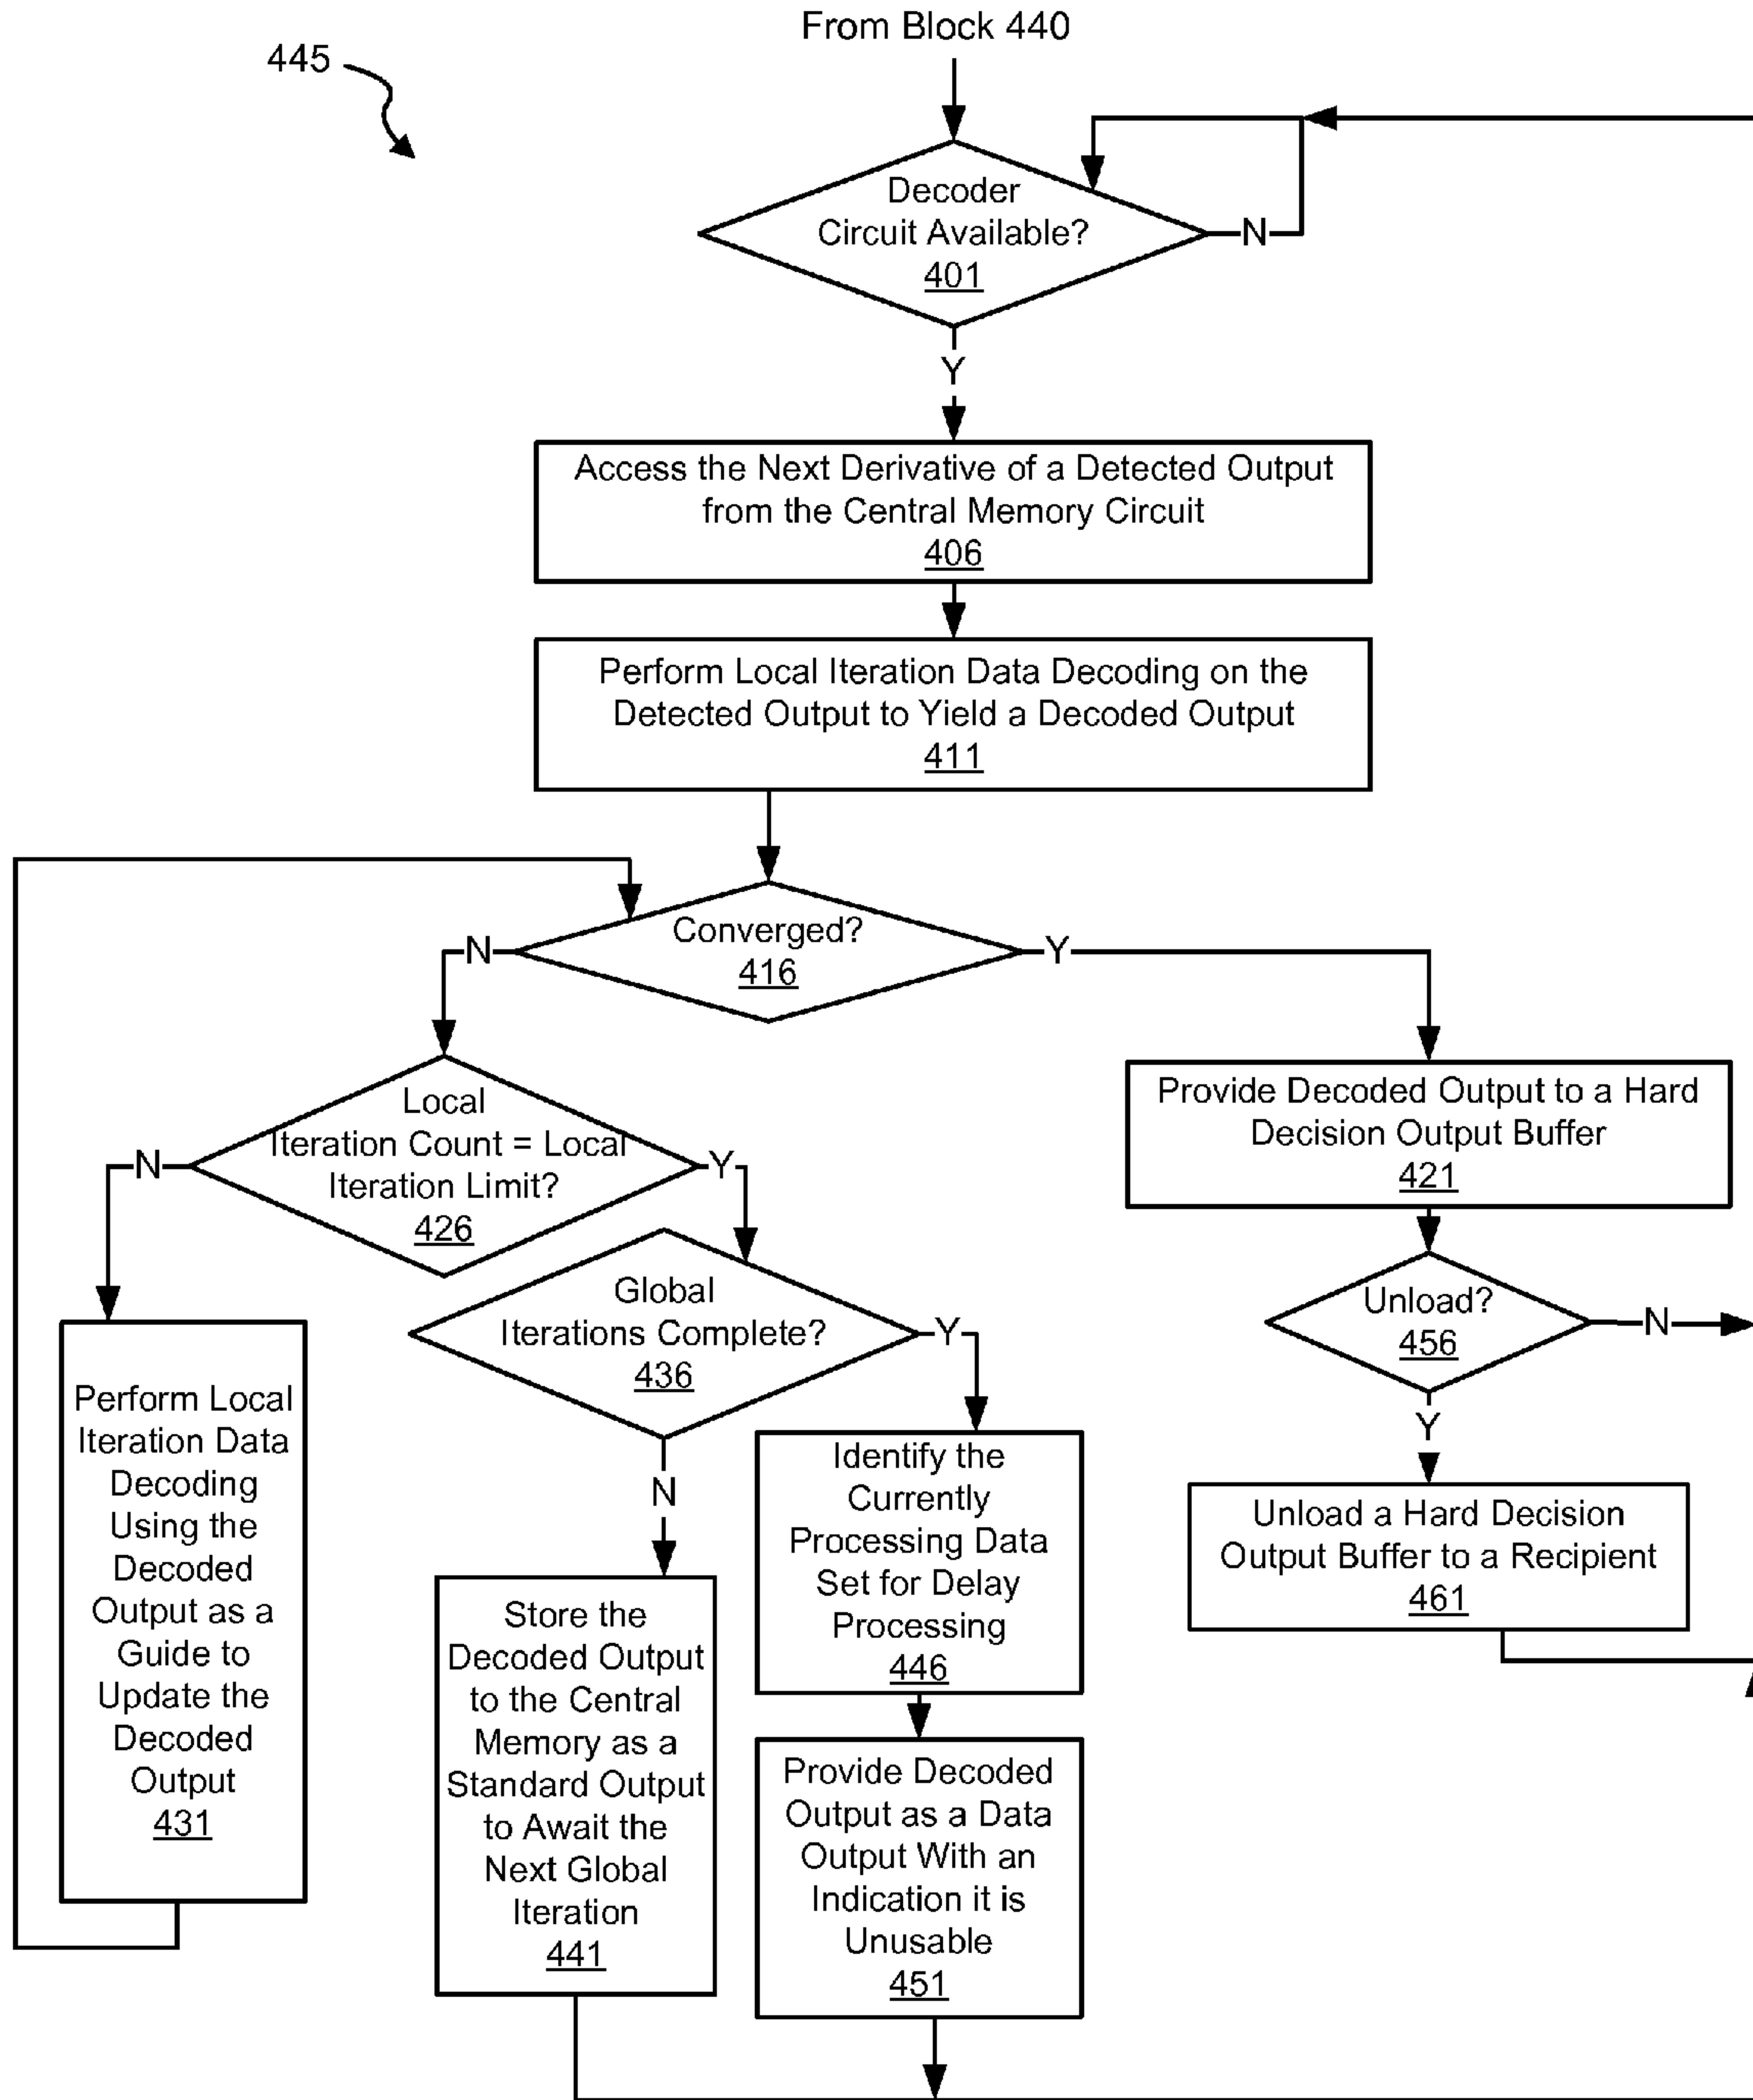 From Block 440
445
Decoder
Circuit Available?
401
N
Y
Access the Next Derivative of a Detected Output
from the Central Memory Circuit
406
Perform Local Iteration Data Decoding on the
Detected Output to Yield a Decoded Output
411
Converged?
416
N
Y
Local
Iteration Count = Local
Iteration Limit?
426
N
Y
Provide Decoded Output to a Hard
Decision Output Buffer
421
Global
Iterations Complete?
436
Y
N
Unload?
456
N
Y
Perform Local
Iteration Data
Decoding
Using the
Decoded
Output as a
Guide to
Update the
Decoded
Output
431
Identify the
Currently
Processing Data
Set for Delay
Processing
446
Unload a Hard Decision
Output Buffer to a Recipient
461
Store the
Decoded Output
to the Central
Memory as a
Standard Output
to Await the
Next Global
Iteration
441
Provide Decoded
Output as a Data
Output With an
Indication it is
Unusable
451